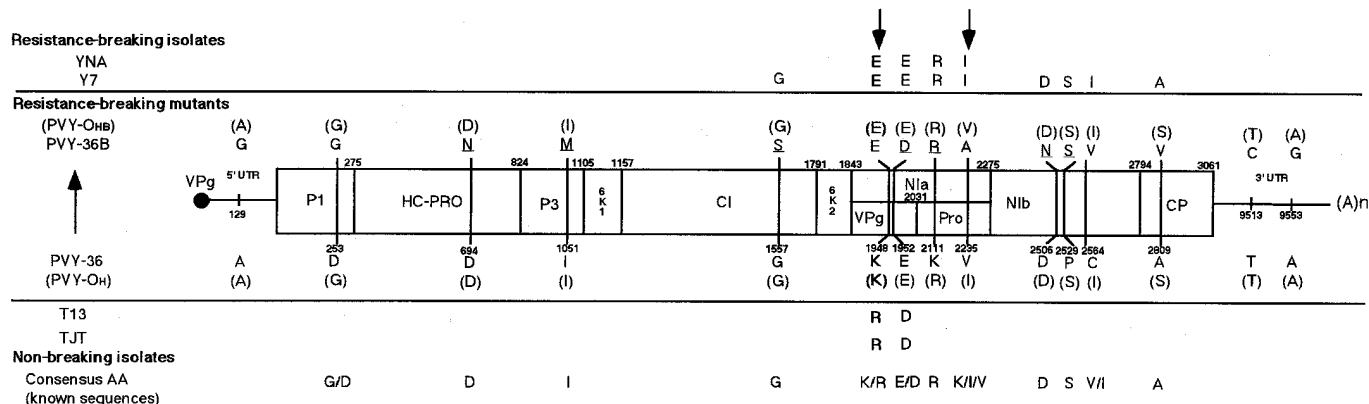 Resistance-breaking isolates
YNA E E R I
Y7 G E E R I D S I A
Resistance-breaking mutants
(PVY-OHB) (A) (G) (D) (I) (G) (E) (E) (R) (V) (D) (S) (I) (S) (T) (A)
PVY-36B G G N M S E D R A N S V V C G
275 824 1105 1157 1791 1843 2275 2794 3061
VPg 5' UTR P1 HC-PRO P3 6K1 CI 6K2 NIa 2031 VPg Pro NIb CP 3' UTR (A)n
129 253 694 1051 1557 1948 1952 2111 2235 2506 2529 2564 2809 9513 9553
PVY-36 A D D I G K E K V D P C A T A
(PVY-OH) (A) (G) (D) (I) (G) (K) (E) (R) (I) (D) (S) (I) (S) (T) (A)
T13 R D
TJT R D
Non-breaking isolates
Consensus AA G/D D I G K/R E/D R K/I/V D S V/I A
(known sequences)